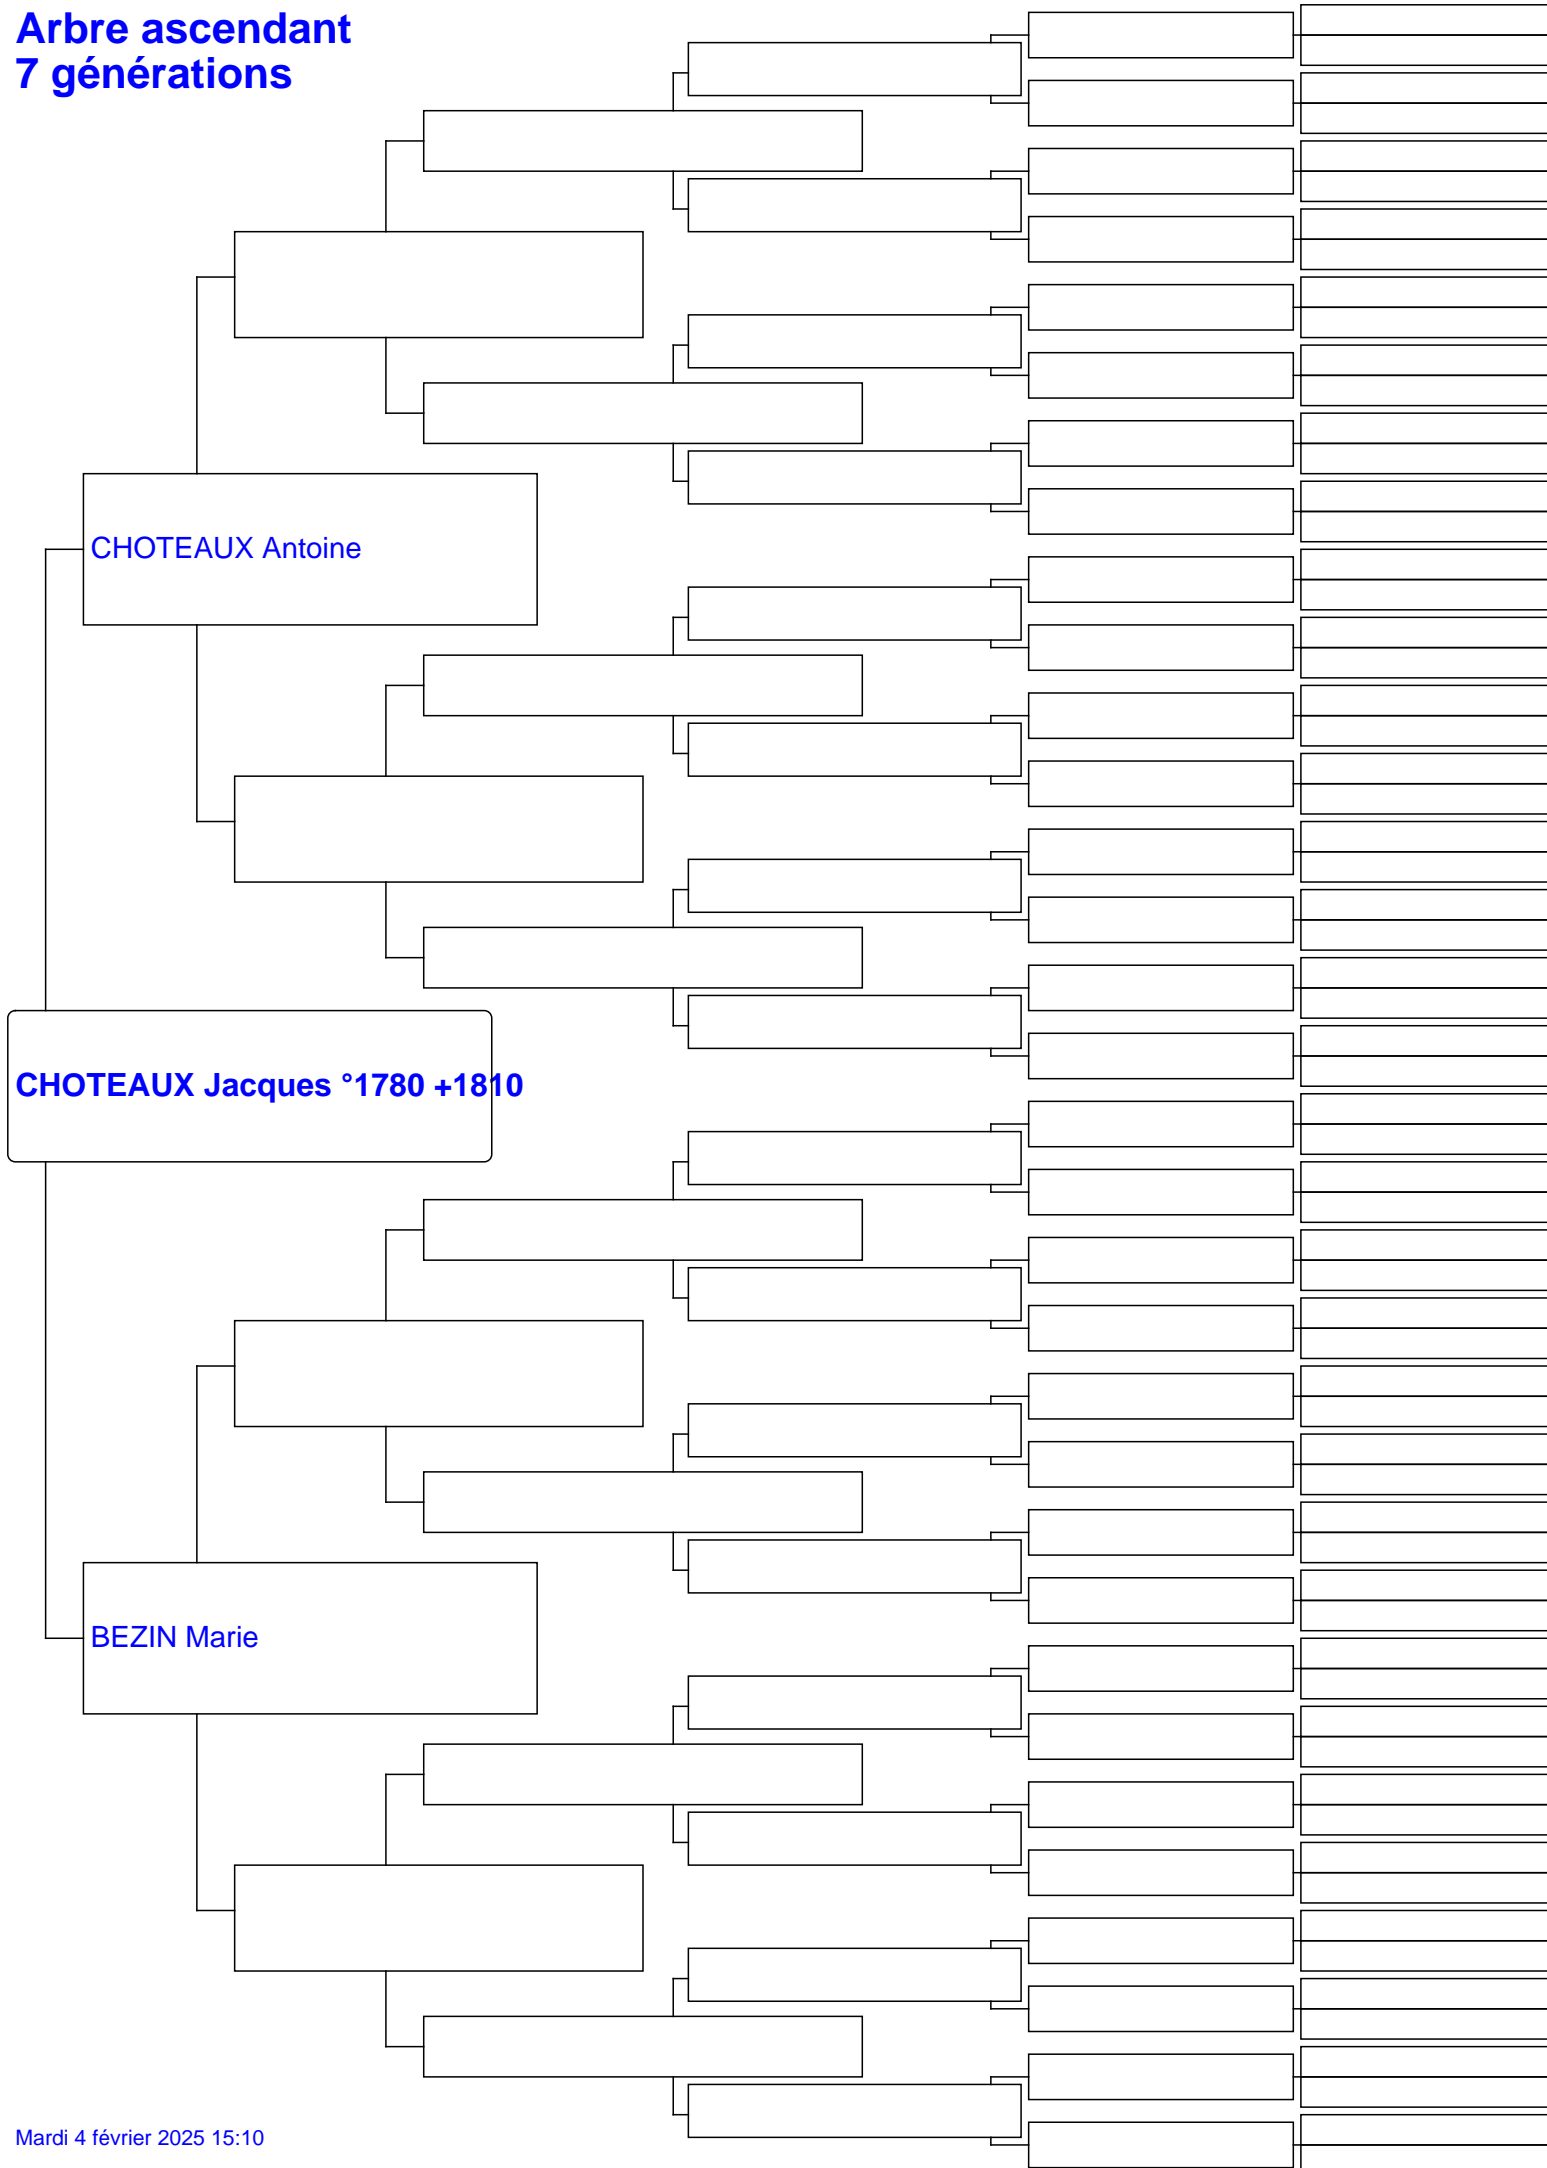 Arbre ascendant
7 générations
CHOTEAUX Antoine
CHOTEAUX Jacques °1780 +1810
BEZIN Marie
Mardi 4 février 2025 15:10